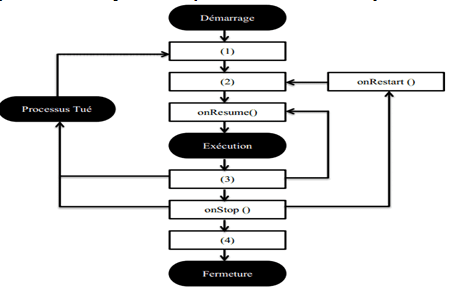 Démarrage
(1)
(2)
onRestart ()
onResume()
Processus Tué
Exécution
(3)
onStop ()
(4)
Fermeture